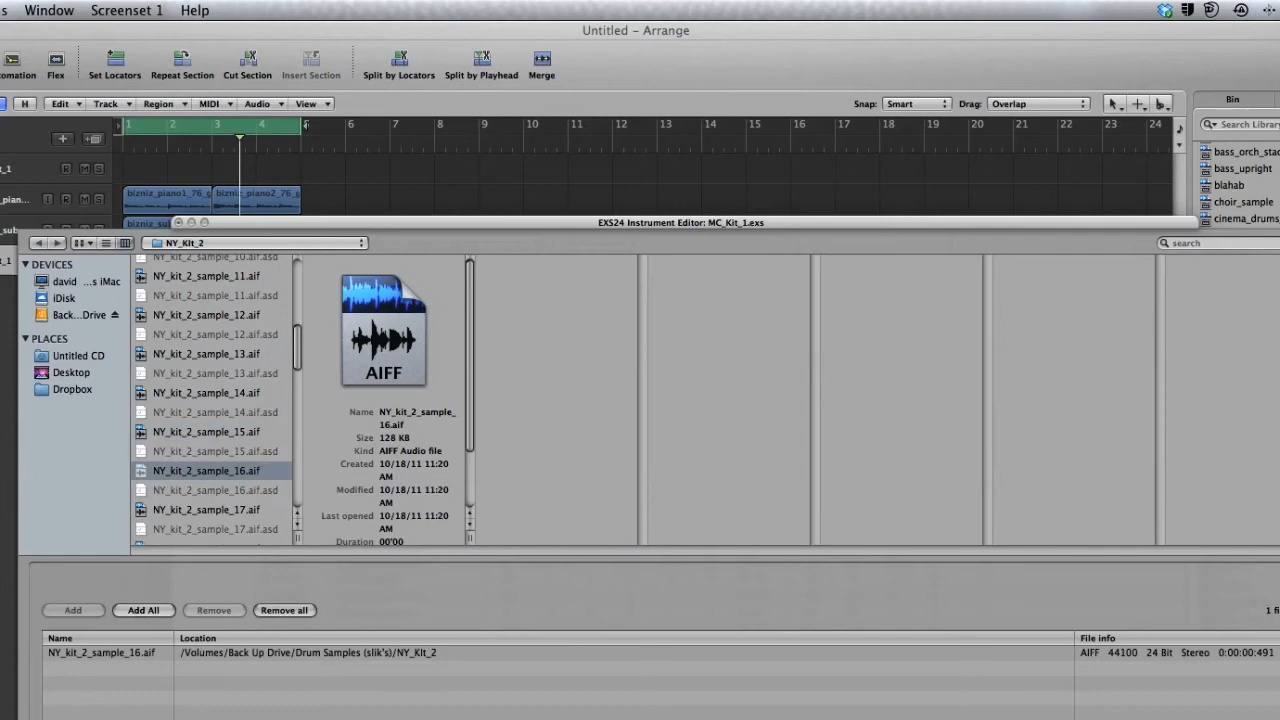 Window Screenset 1 Help
Untitled - Arrange
Flex Set Locators Repeat Section Cut Section Insert Section Split by Locators Split by Playhead Merge
H Edit Track Region MIDI Audio View Snap: Smart Drag: Overlap Bin
1 2 3 4 5 6 7 8 9 10 11 12 13 14 15 16 17 18 19 20 21 22 23 24
Search Library
bass_orch_stac
R M S
bass_upright
blahab
bizniz_piano1_76_g bizniz_piano2_76_g
I R M S
choir_sample
cinema_drums
EXS24 Instrument Editor: MC_Kit_1.exs
NY_KIt_2
search
DEVICES
david ...s iMac
iDisk
Back...Drive
PLACES
Untitled CD
Desktop
Dropbox
NY_kit_2_sample_10.asd
NY_kit_2_sample_11.aif
NY_kit_2_sample_11.aif.asd
NY_kit_2_sample_12.aif
NY_kit_2_sample_12.aif.asd
NY_kit_2_sample_13.aif
NY_kit_2_sample_13.aif.asd
NY_kit_2_sample_14.aif
NY_kit_2_sample_14.aif.asd
NY_kit_2_sample_15.aif
NY_kit_2_sample_15.aif.asd
NY_kit_2_sample_16.aif
NY_kit_2_sample_16.aif.asd
NY_kit_2_sample_17.aif
NY_kit_2_sample_17.aif.asd
AIFF
Name NY_kit_2_sample_
16.aif
Size 128 KB
Kind AIFF Audio file
Created 10/18/11 11:20
AM
Modified 10/18/11 11:20
AM
Last opened 10/18/11 11:20
AM
Duration 00'00
Add Add All Remove Remove all
Name Location File info
NY_kit_2_sample_16.aif /Volumes/Back Up Drive/Drum Samples (slik's)/NY_KIt_2 AIFF 44100 24 Bit Stereo 0:00:00:491